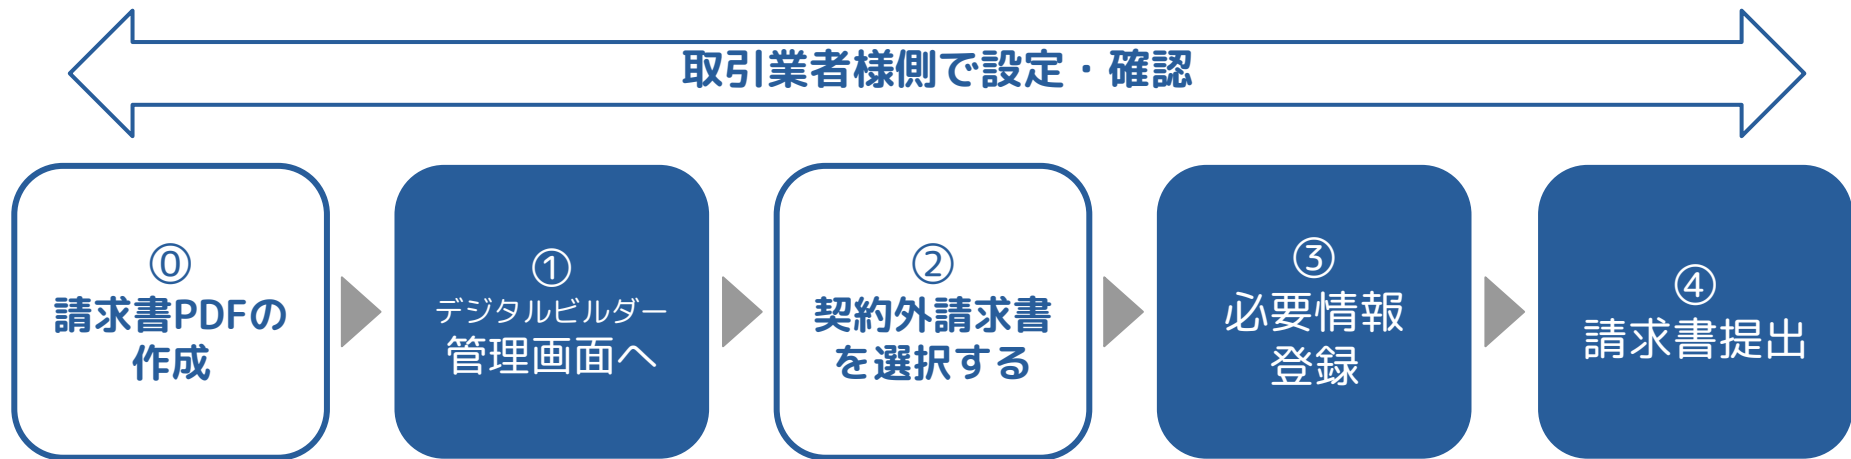 取引業者様側で設定・確認
⓪
請求書PDFの
作成
①
デジタルビルダー
管理画面へ
②
契約外請求書
を選択する
③
必要情報
登録
④
請求書提出